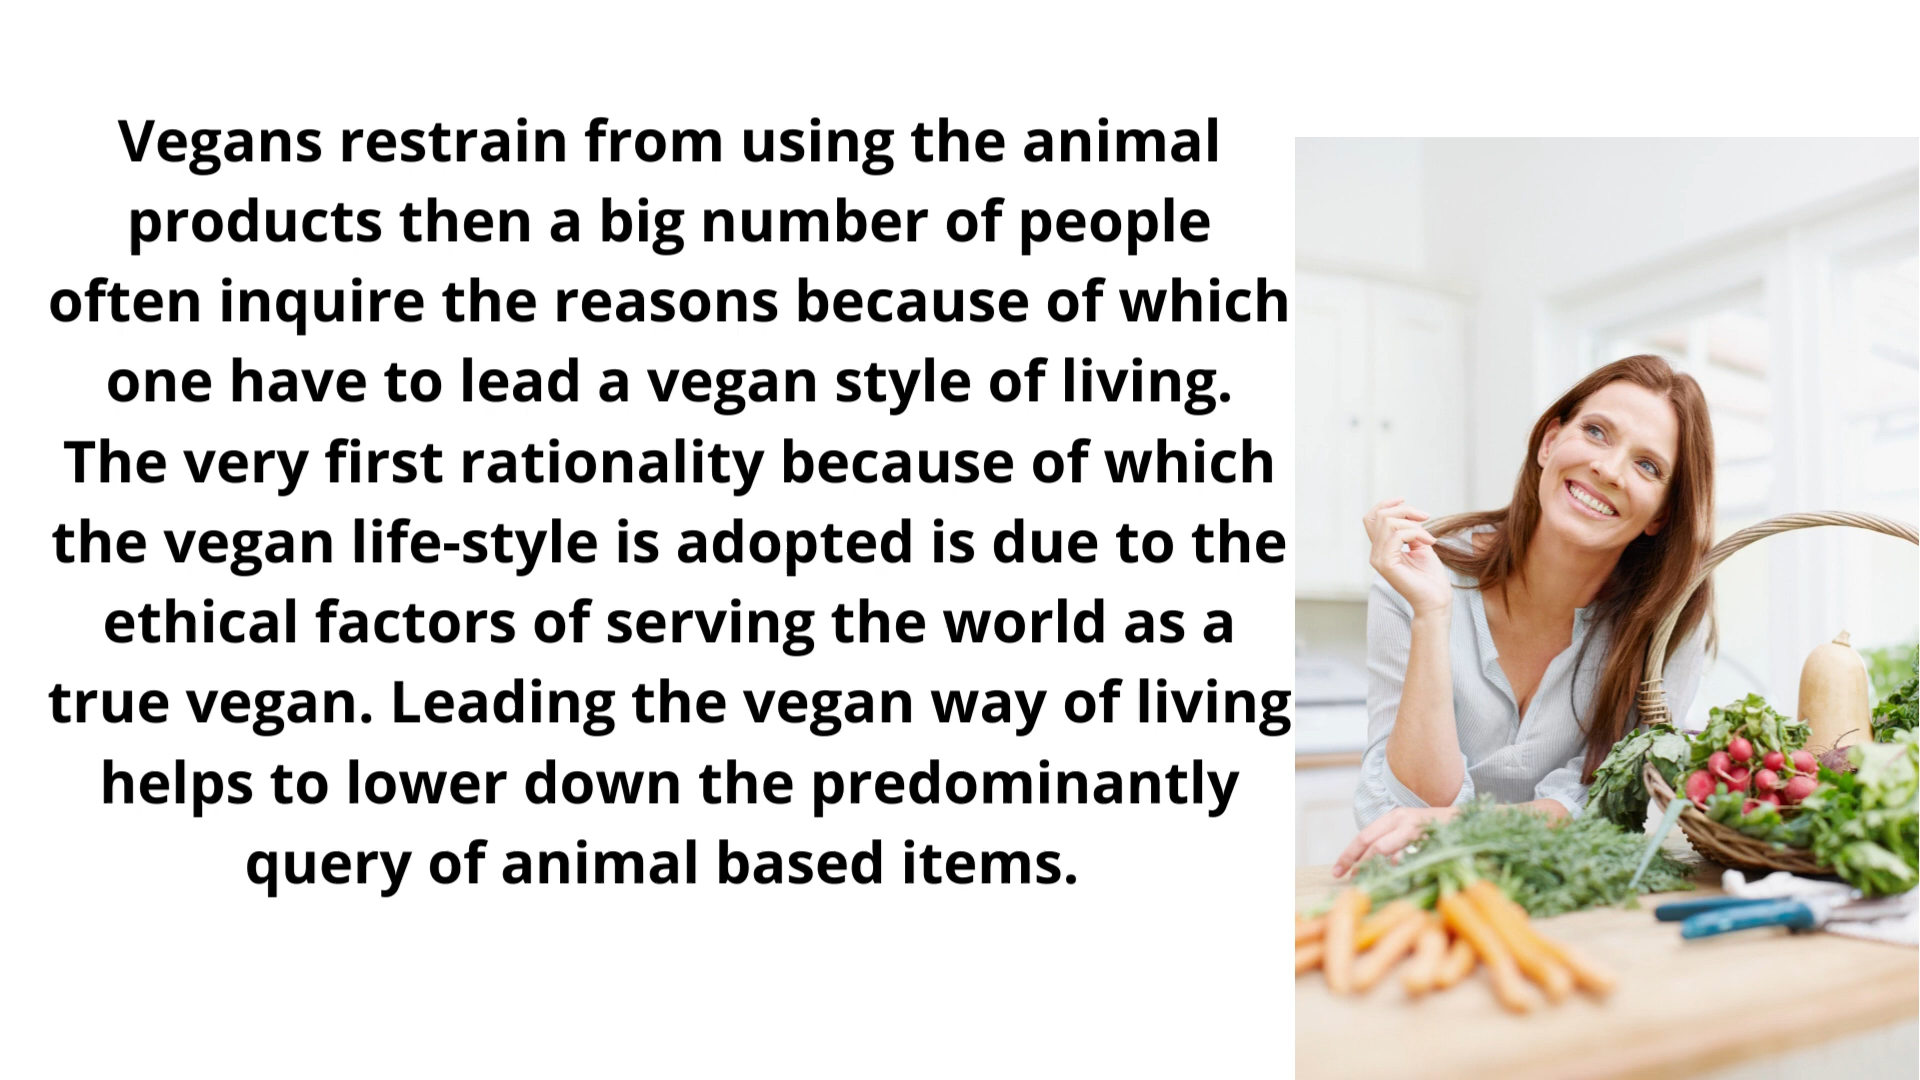 Vegans restrain from using the animal
products then a big number of people
often inquire the reasons because of which
one have to lead a vegan style of living.
The very first rationality because of which
the vegan life-style is adopted is due to the
ethical factors of serving the world as a
true vegan. Leading the vegan way of living
helps to lower down the predominantly
query of animal based items.